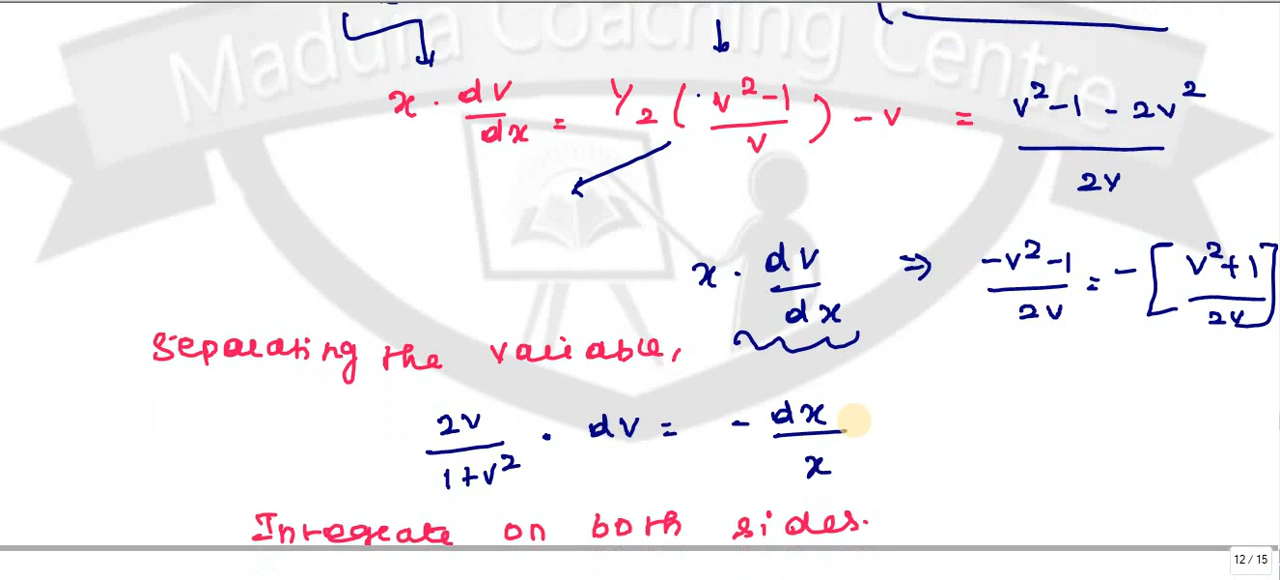 Madula Coaching Centre
x · dv/dx = 1/2 ( v²-1/v ) - v = v²-1-2v²/2v
x · dv/dx ⇒ -v²-1/2v = -[ v²+1/2v ]
Separating the variable,
2v/1+v² · dv = - dx/x
Integrate on both sides.
12 / 15